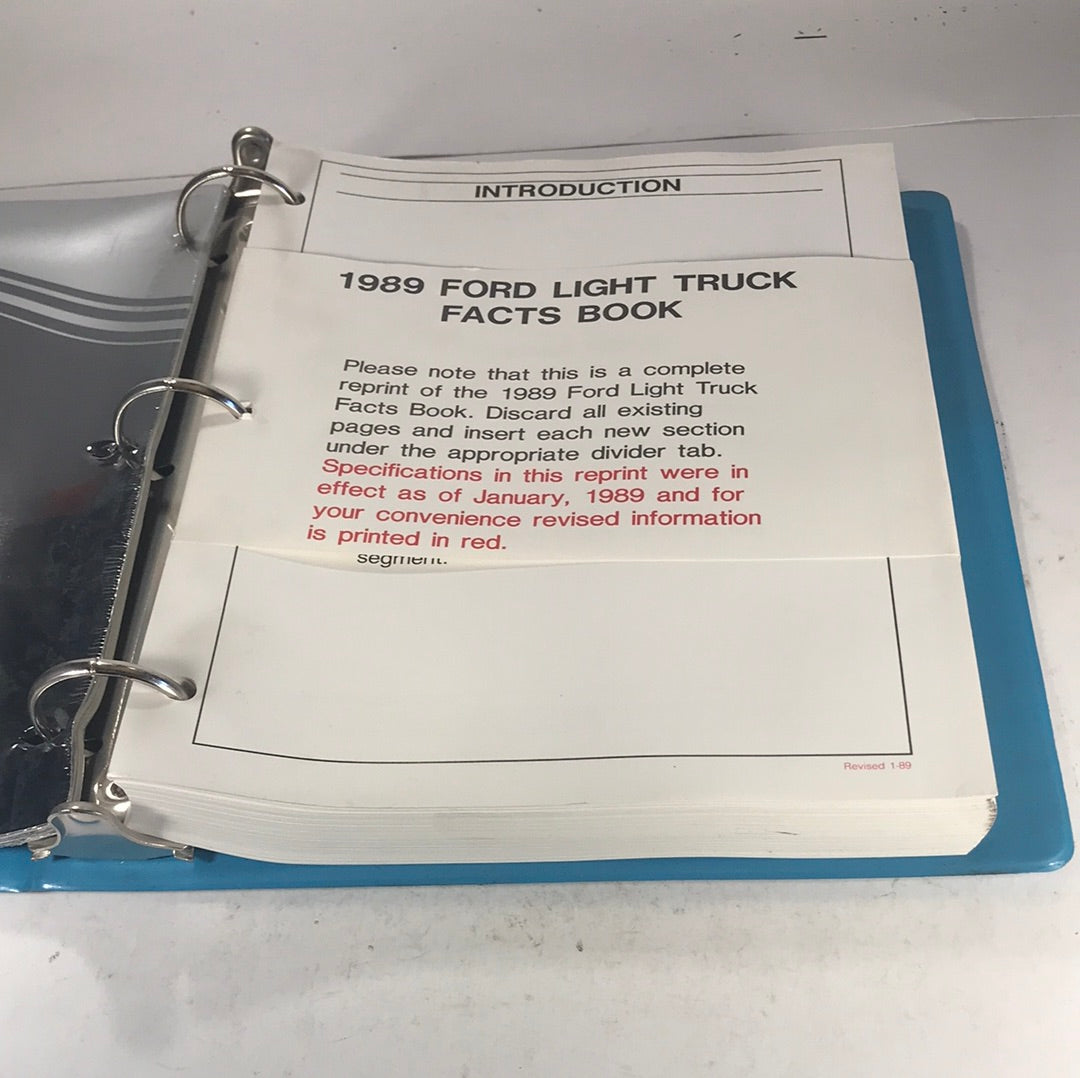 INTRODUCTION
1989 FORD LIGHT TRUCK
FACTS BOOK
Please note that this is a complete
reprint of the 1989 Ford Light Truck
Facts Book. Discard all existing
pages and insert each new section
under the appropriate divider tab.
Specifications in this reprint were in
effect as of January, 1989 and for
your convenience revised information
is printed in red.
segment.
Revised 1-89